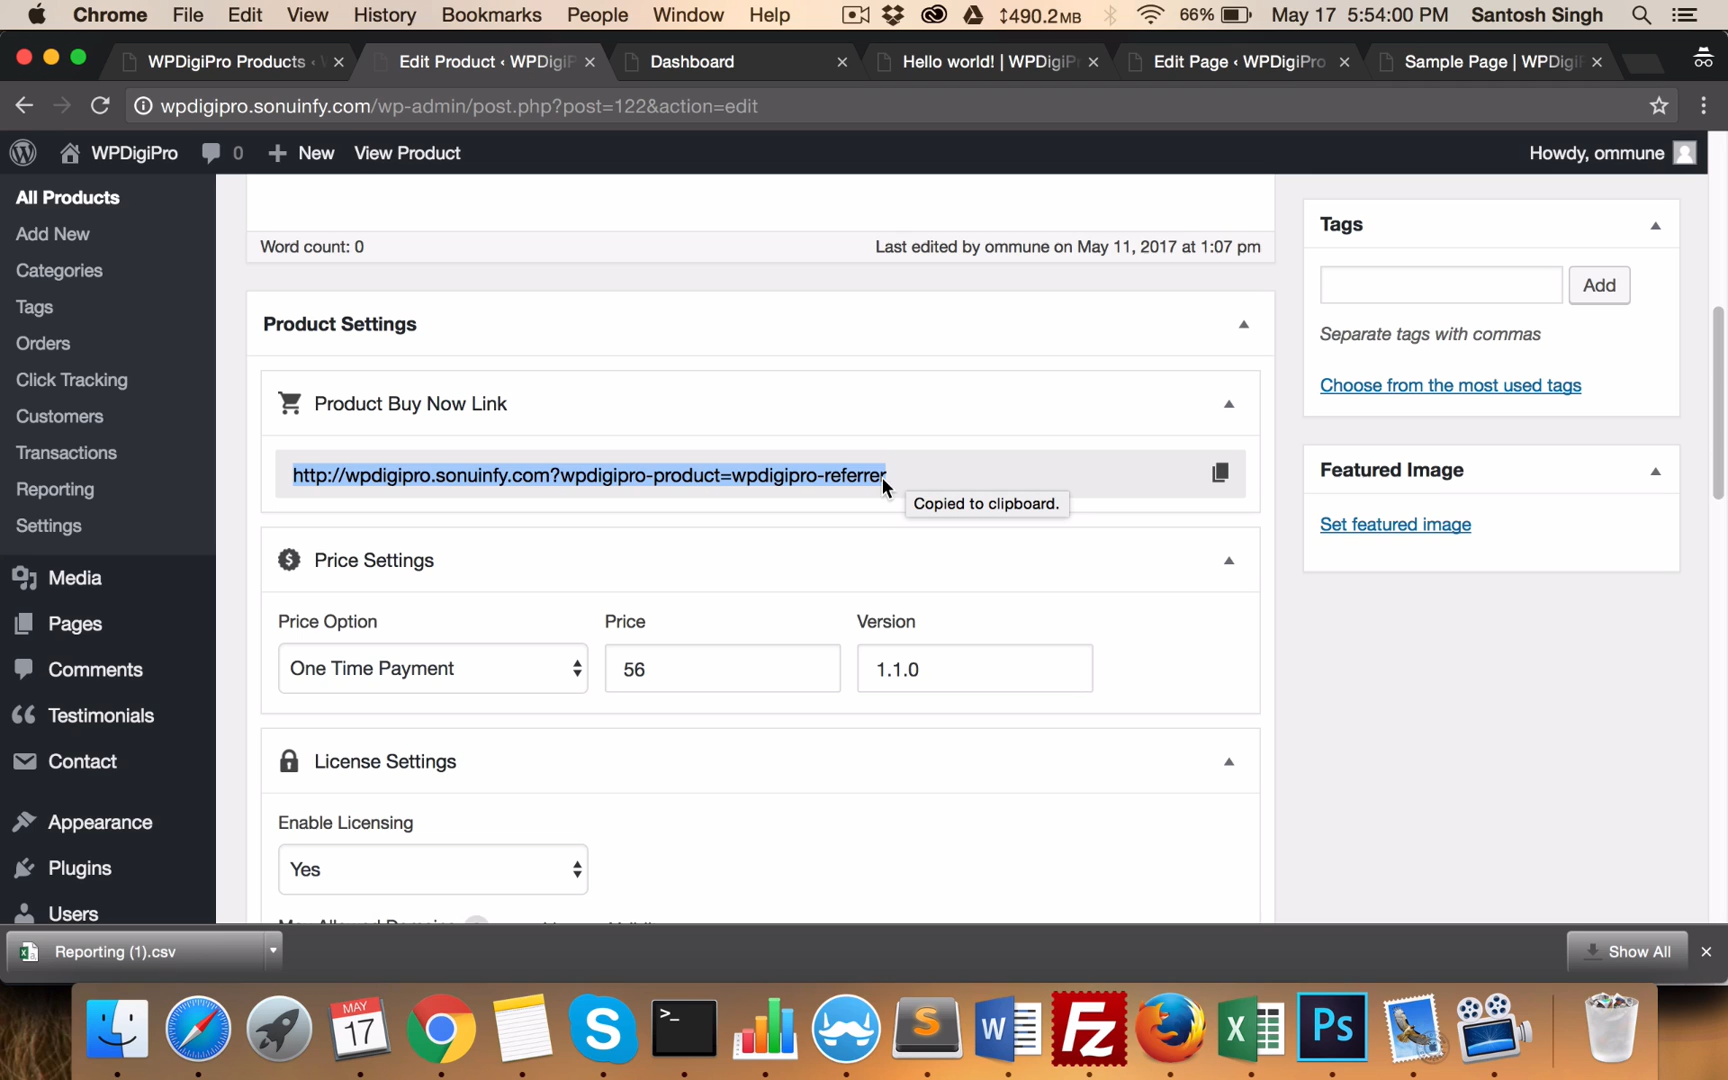 Chrome File Edit View History Bookmarks People Window Help 490.2MB 66% May 17 5:54:00 PM Santosh Singh
WPDigiPro Products Edit Product ‹ WPDigiP Dashboard Hello world! | WPDigiP Edit Page ‹ WPDigiPro Sample Page | WPDigi
wpdigipro.sonuinfy.com/wp-admin/post.php?post=122&action=edit
WPDigiPro 0 + New View Product Howdy, ommune
All Products
Add New
Categories
Tags
Orders
Click Tracking
Customers
Transactions
Reporting
Settings
Media
Pages
Comments
Testimonials
Contact
Appearance
Plugins
Users
Word count: 0 Last edited by ommune on May 11, 2017 at 1:07 pm
Product Settings
Product Buy Now Link
http://wpdigipro.sonuinfy.com?wpdigipro-product=wpdigipro-referrer
Copied to clipboard.
Price Settings
Price Option Price Version
One Time Payment 56 1.1.0
License Settings
Enable Licensing
Yes
Tags
Add
Separate tags with commas
Choose from the most used tags
Featured Image
Set featured image
Reporting (1).csv Show All
MAY
17
S
>_
S
W
Fz
X
Ps